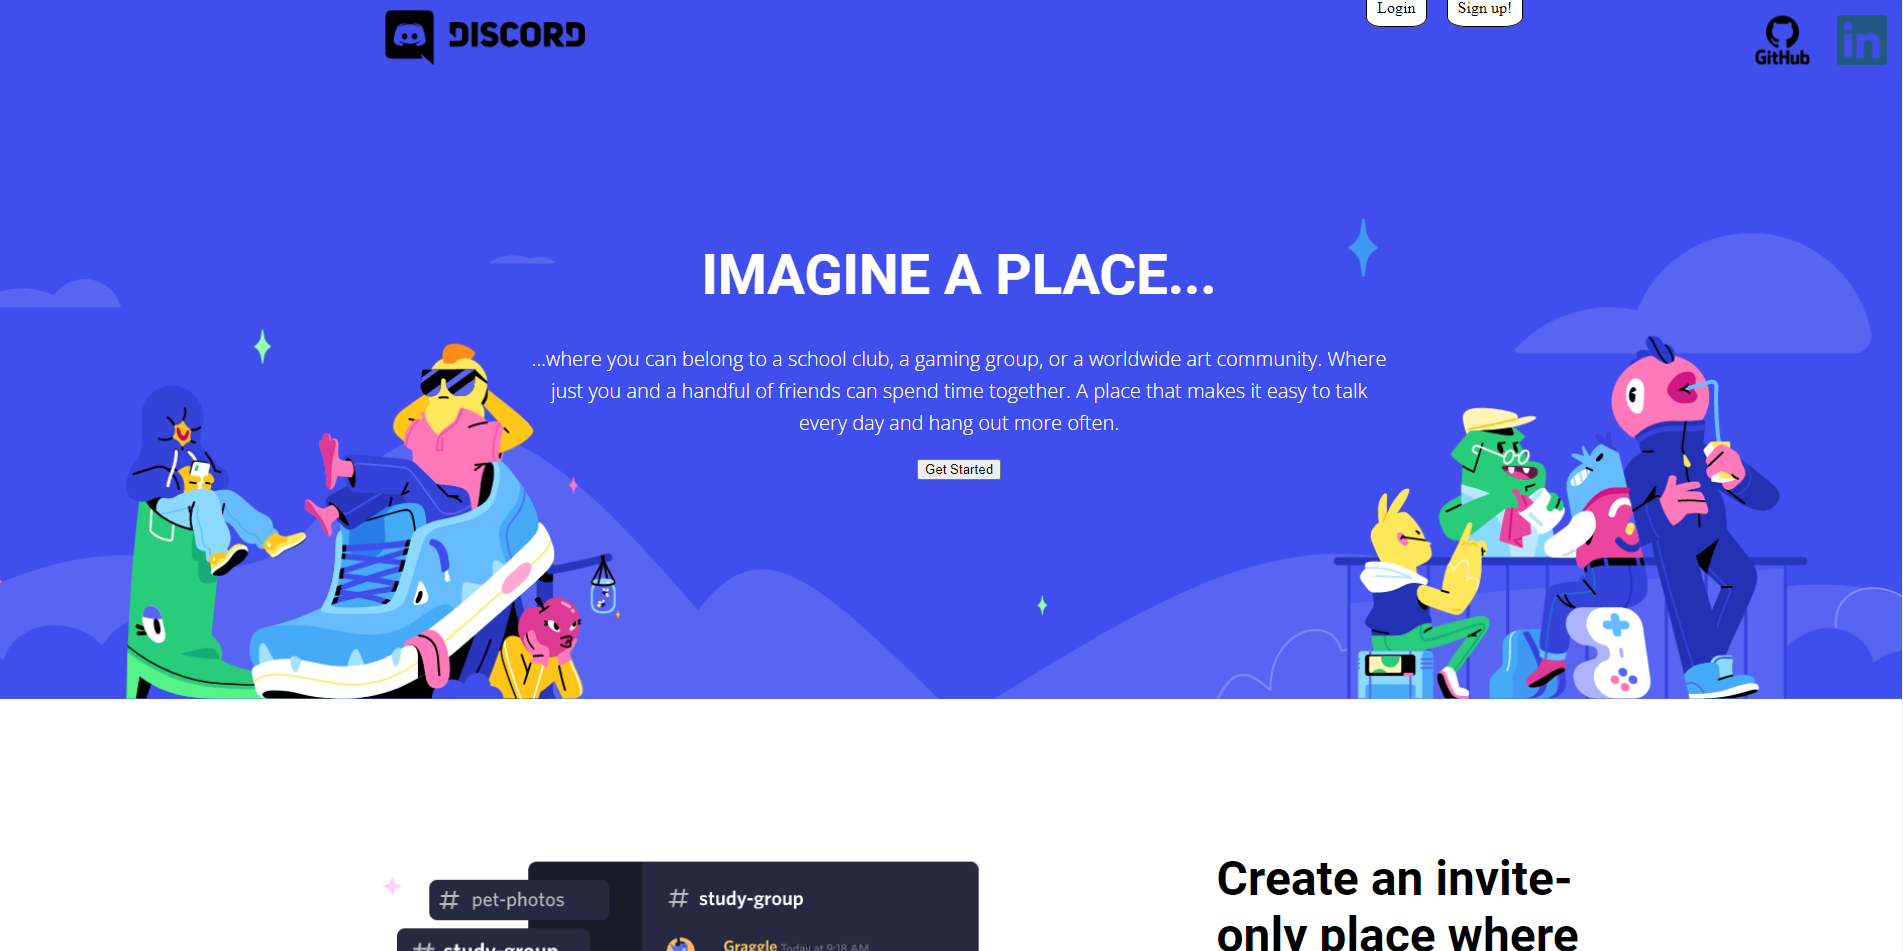 DISCORD
Login
Sign up!
GitHub
in
IMAGINE A PLACE...
...where you can belong to a school club, a gaming group, or a worldwide art community. Where
just you and a handful of friends can spend time together. A place that makes it easy to talk
every day and hang out more often.
Get Started
# pet-photos
# study-group
# study-group
Graggle Today at 9:18 AM
Create an invite-
only place where